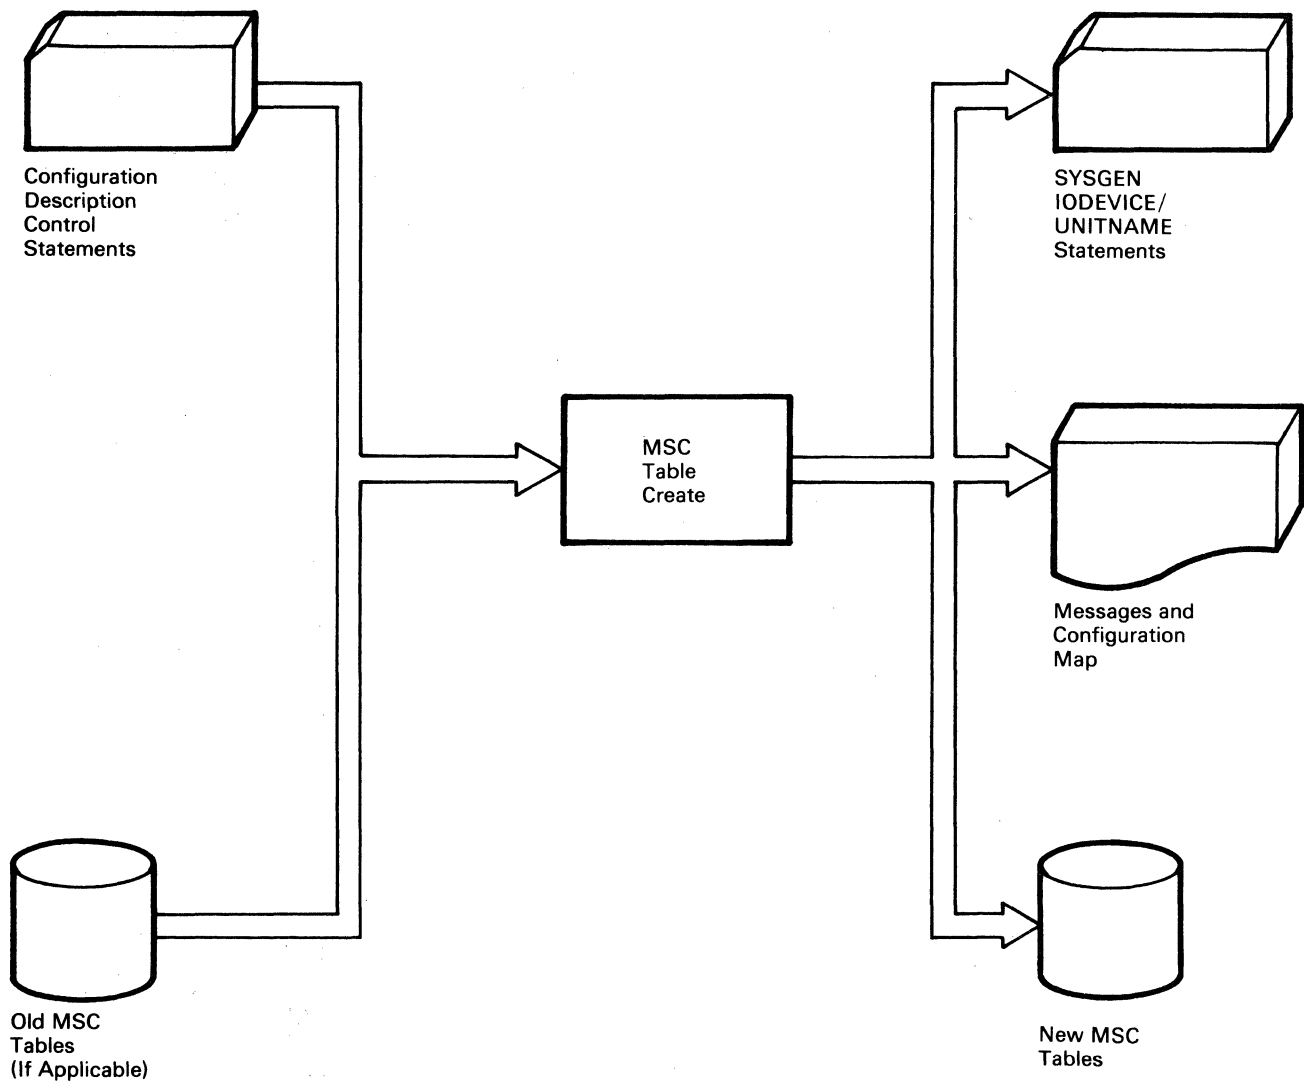 Configuration
Description
Control
Statements
SYSGEN
IODEVICE/
UNITNAME
Statements
MSC
Table
Create
Messages and
Configuration
Map
Old MSC
Tables
(If Applicable)
New MSC
Tables